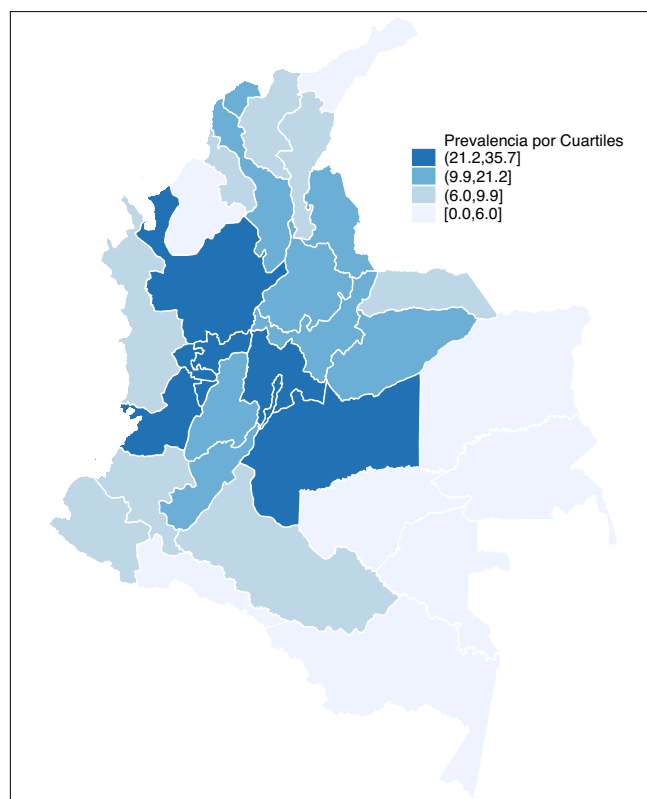 Prevalencia por Cuartiles
(21.2,35.7]
(9.9,21.2]
(6.0,9.9]
[0.0,6.0]